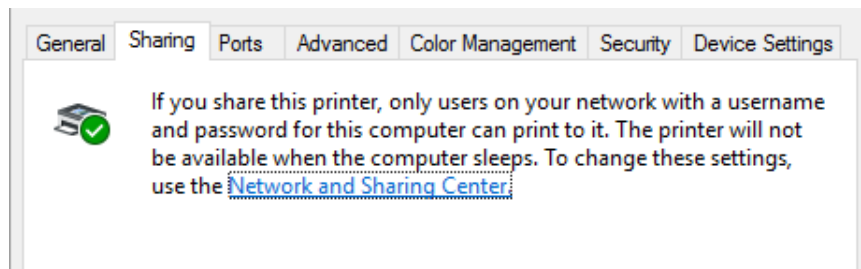 General Sharing Ports Advanced Color Management Security Device Settings
If you share this printer, only users on your network with a username
and password for this computer can print to it. The printer will not
be available when the computer sleeps. To change these settings,
use the Network and Sharing Center.